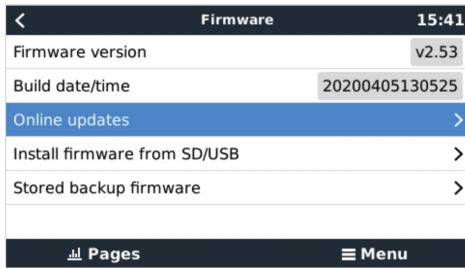 Firmware 15:41
Firmware version v2.53
Build date/time 20200405130525
Online updates
Install firmware from SD/USB
Stored backup firmware
Pages Menu